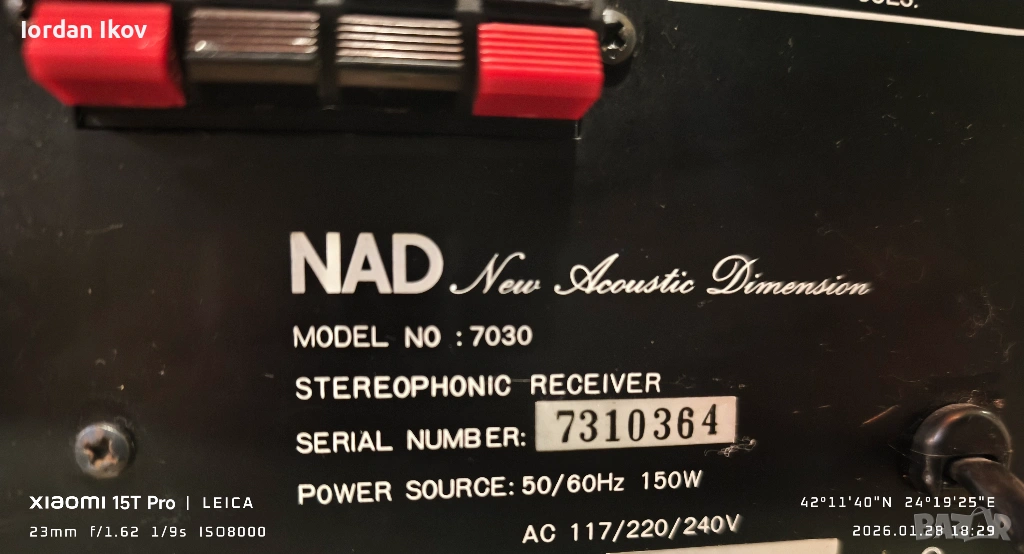 Iordan Ikov
NAD New Acoustic Dimension
MODEL NO : 7030
STEREOPHONIC RECEIVER
SERIAL NUMBER: 7310364
POWER SOURCE: 50/60Hz 150W
AC 117/220/240V
XIAOMI 15T Pro | LEICA
23mm f/1.62 1/9s ISO8000
42°11'40"N 24°19'25"E
2026.01.28 18:29
BAZAR